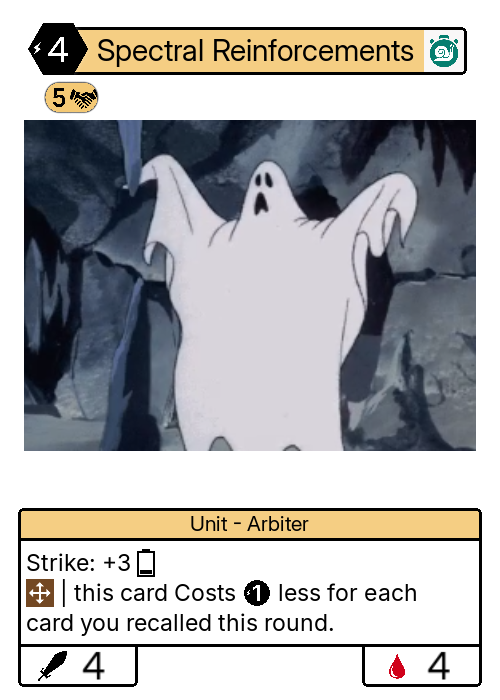 4 Spectral Reinforcements
5
Unit - Arbiter
Strike: +3
| this card Costs 1 less for each
card you recalled this round.
4 4